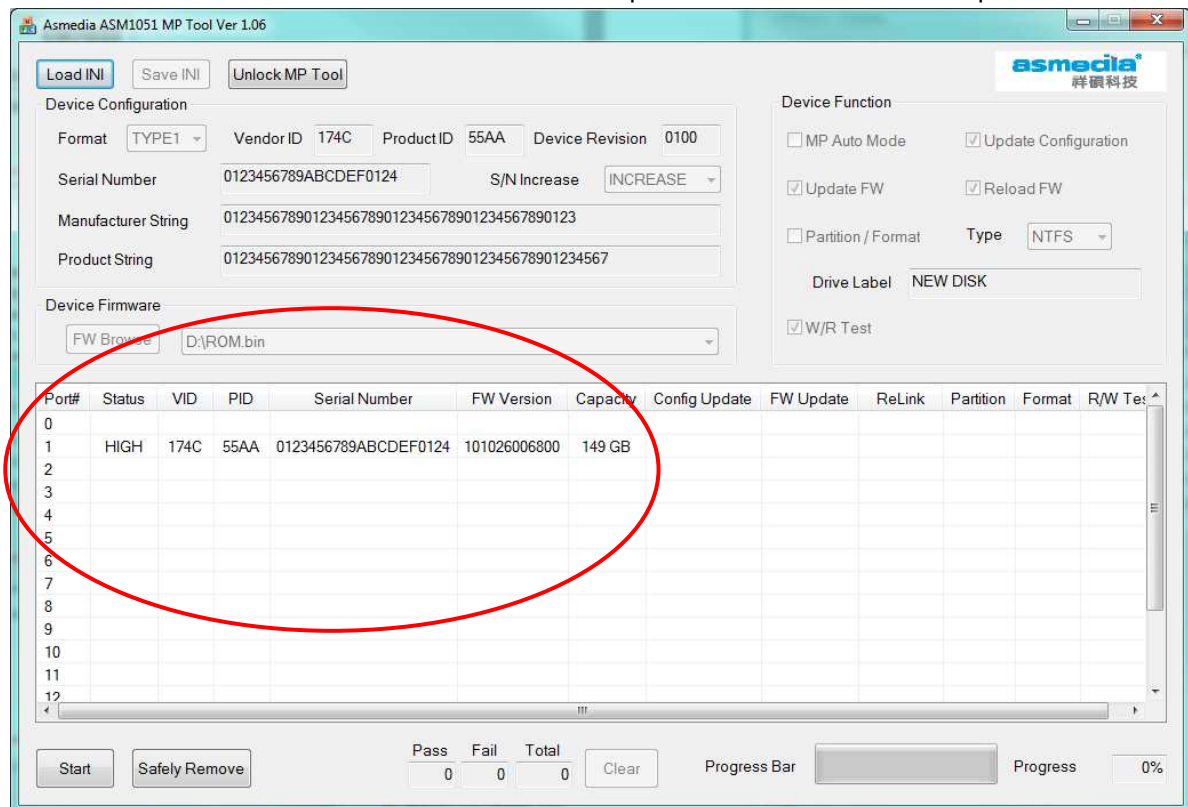 Asmedia ASM1051 MP Tool Ver 1.06
Load INI Save INI Unlock MP Tool
asmedia
祥碩科技
Device Configuration
Format TYPE1 Vendor ID 174C Product ID 55AA Device Revision 0100
Serial Number 0123456789ABCDEF0124 S/N Increase INCREASE
Manufacturer String 01234567890123456789012345678901234567890123
Product String 012345678901234567890123456789012345678901234567
Device Function
MP Auto Mode Update Configuration
Update FW Reload FW
Partition / Format Type NTFS
Drive Label NEW DISK
W/R Test
Device Firmware
FW Browse D:\ROM.bin
Port# Status VID PID Serial Number FW Version Capacity Config Update FW Update ReLink Partition Format R/W Tes
0
1 HIGH 174C 55AA 0123456789ABCDEF0124 101026006800 149 GB
2
3
4
5
6
7
8
9
10
11
12
Start Safely Remove Pass Fail Total Clear Progress Bar Progress 0%
0 0 0